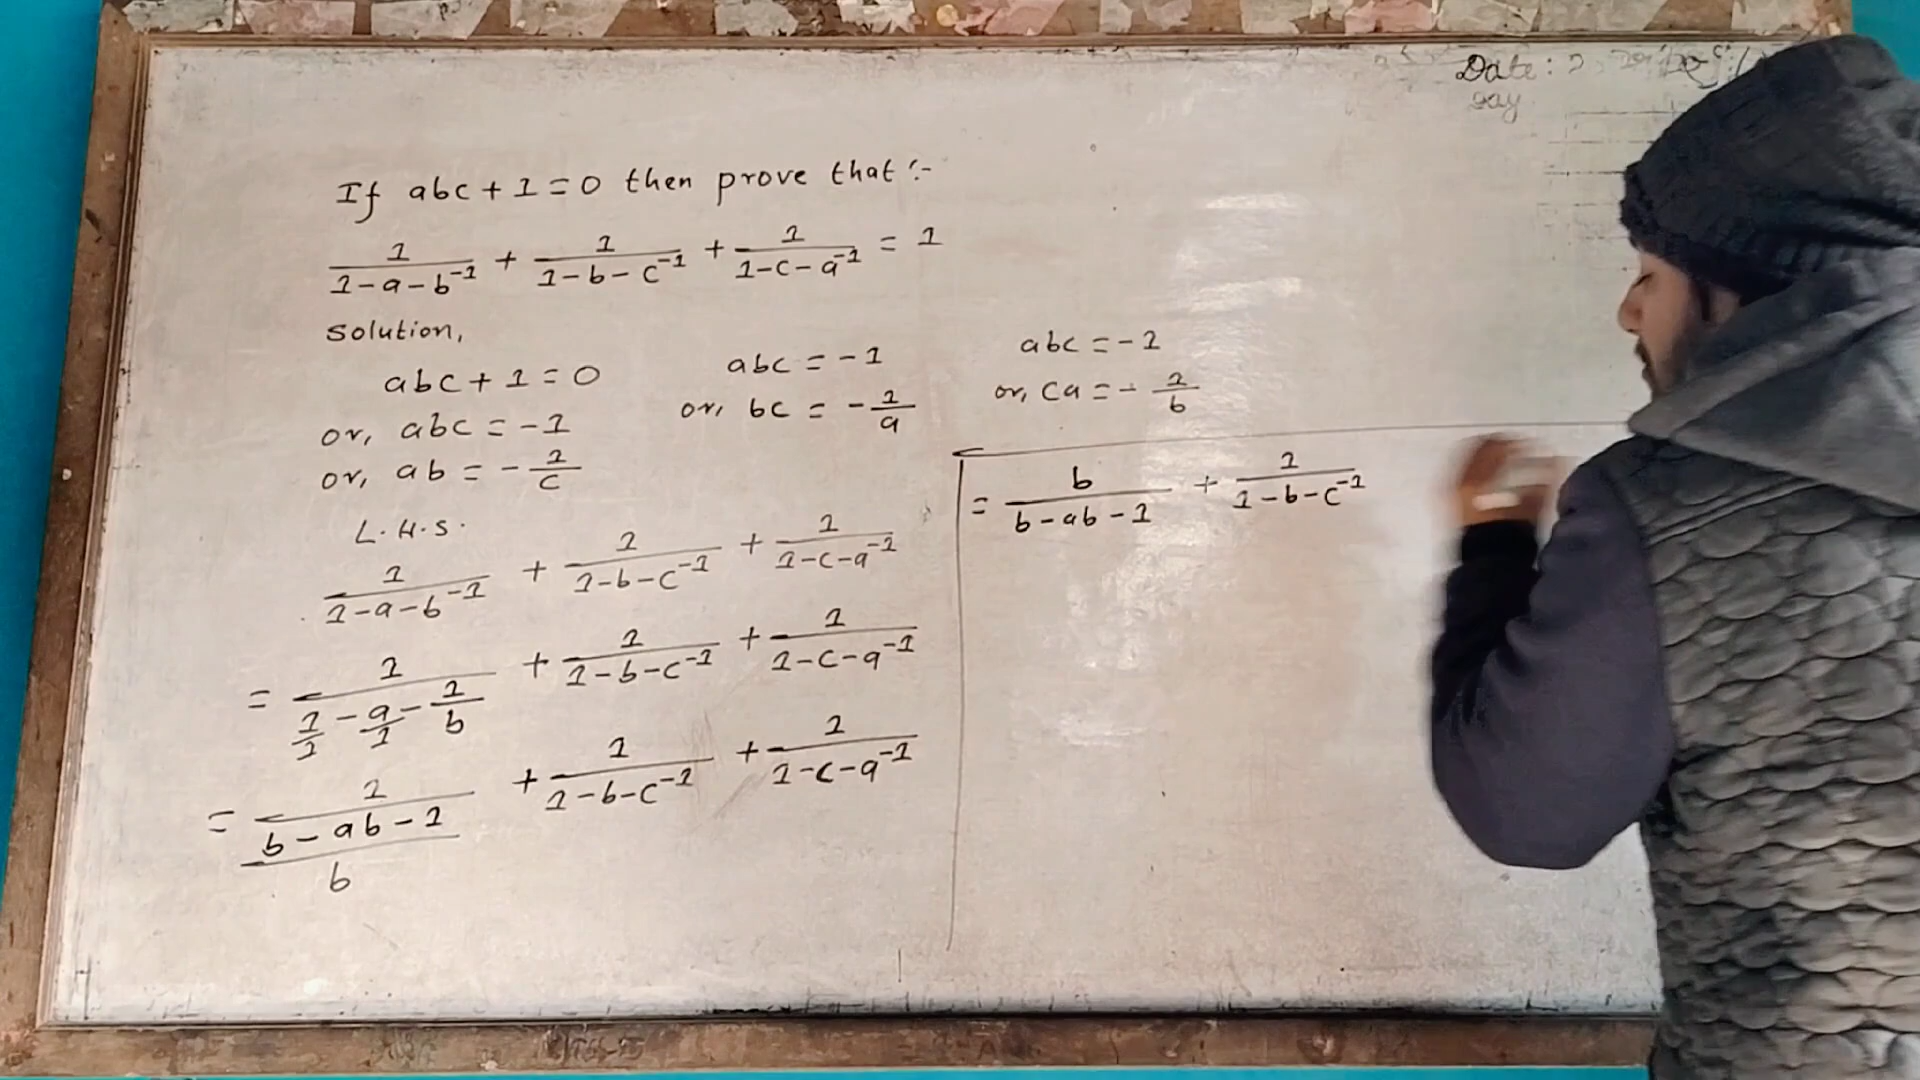 Date:
say
If abc + 1 = 0 then prove that :-
1/(1-a-b⁻¹) + 1/(1-b-c⁻¹) + 1/(1-c-a⁻¹) = 1
solution,
abc + 1 = 0
or, abc = -1
or, ab = - 1/c
abc = -1
or, bc = - 1/a
abc = -1
or, ca = - 1/b
L.H.S.
1/(1-a-b⁻¹) + 1/(1-b-c⁻¹) + 1/(1-c-a⁻¹)
= 1/(1/1 - a/1 - 1/b) + 1/(1-b-c⁻¹) + 1/(1-c-a⁻¹)
= 1/((b-ab-1)/b) + 1/(1-b-c⁻¹) + 1/(1-c-a⁻¹)
= b/(b-ab-1) + 1/(1-b-c⁻¹)